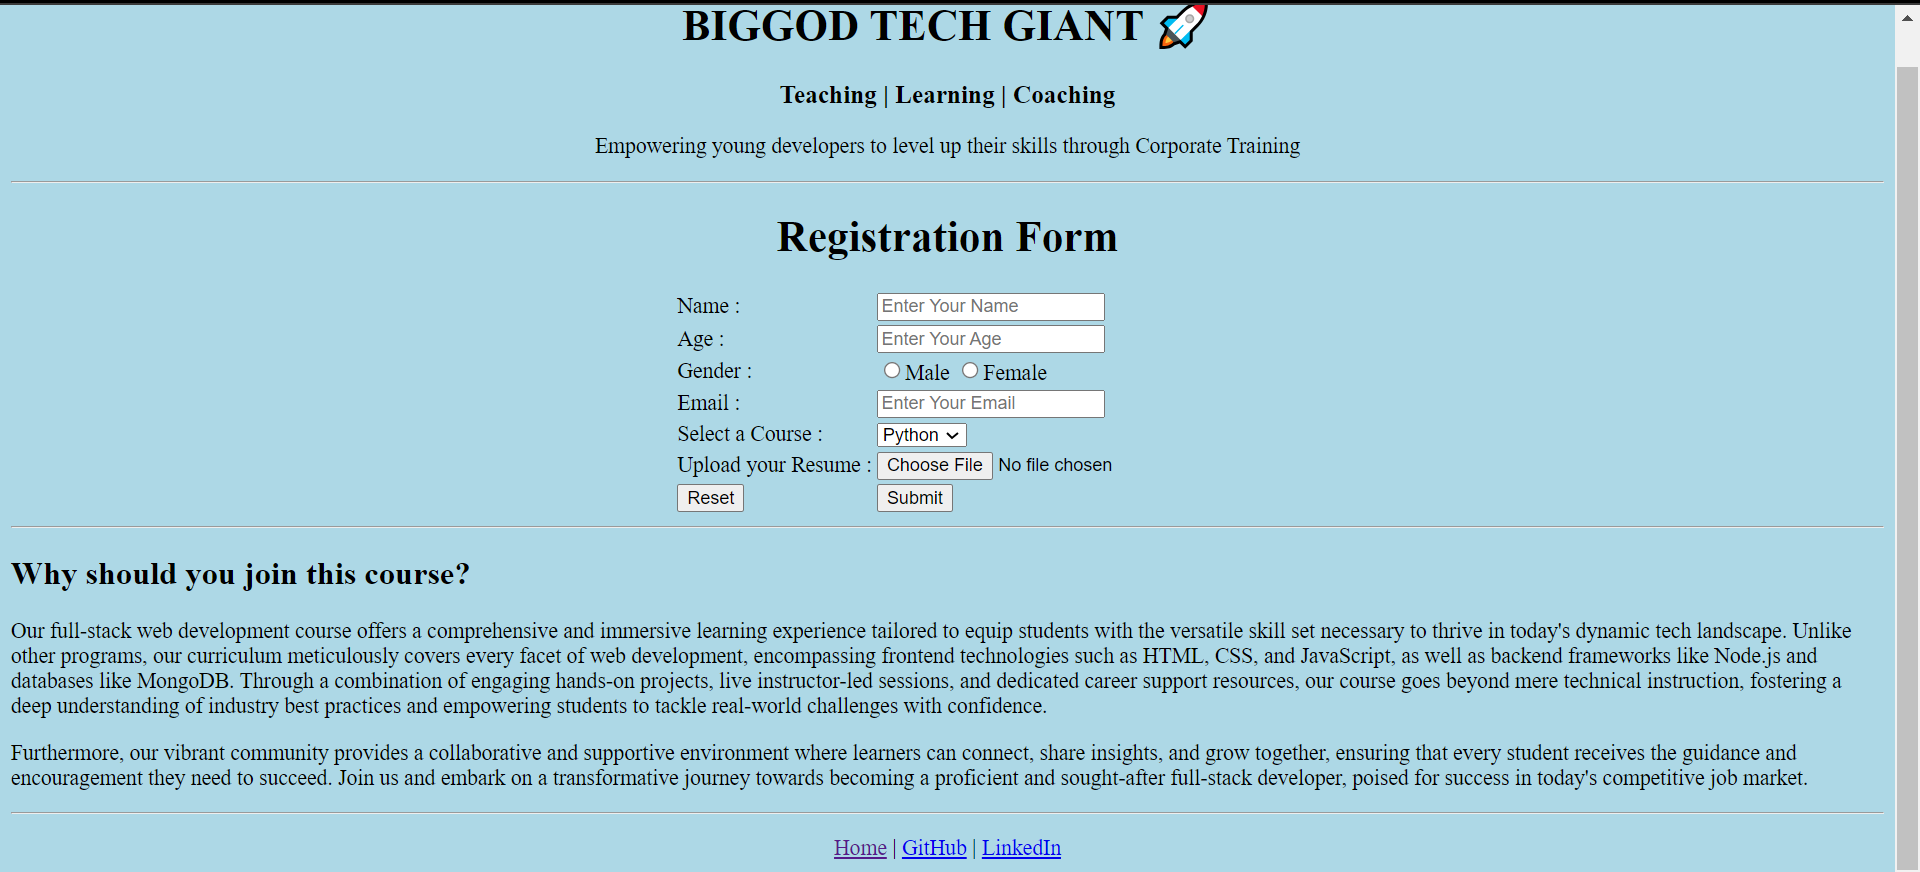 BIGGOD TECH GIANT 🚀
Teaching | Learning | Coaching
Empowering young developers to level up their skills through Corporate Training
Registration Form
Name : Enter Your Name
Age : Enter Your Age
Gender : Male Female
Email : Enter Your Email
Select a Course : Python
Upload your Resume : Choose File No file chosen
Reset Submit
Why should you join this course?
Our full-stack web development course offers a comprehensive and immersive learning experience tailored to equip students with the versatile skill set necessary to thrive in today's dynamic tech landscape. Unlike
other programs, our curriculum meticulously covers every facet of web development, encompassing frontend technologies such as HTML, CSS, and JavaScript, as well as backend frameworks like Node.js and
databases like MongoDB. Through a combination of engaging hands-on projects, live instructor-led sessions, and dedicated career support resources, our course goes beyond mere technical instruction, fostering a
deep understanding of industry best practices and empowering students to tackle real-world challenges with confidence.
Furthermore, our vibrant community provides a collaborative and supportive environment where learners can connect, share insights, and grow together, ensuring that every student receives the guidance and
encouragement they need to succeed. Join us and embark on a transformative journey towards becoming a proficient and sought-after full-stack developer, poised for success in today's competitive job market.
Home | GitHub | LinkedIn